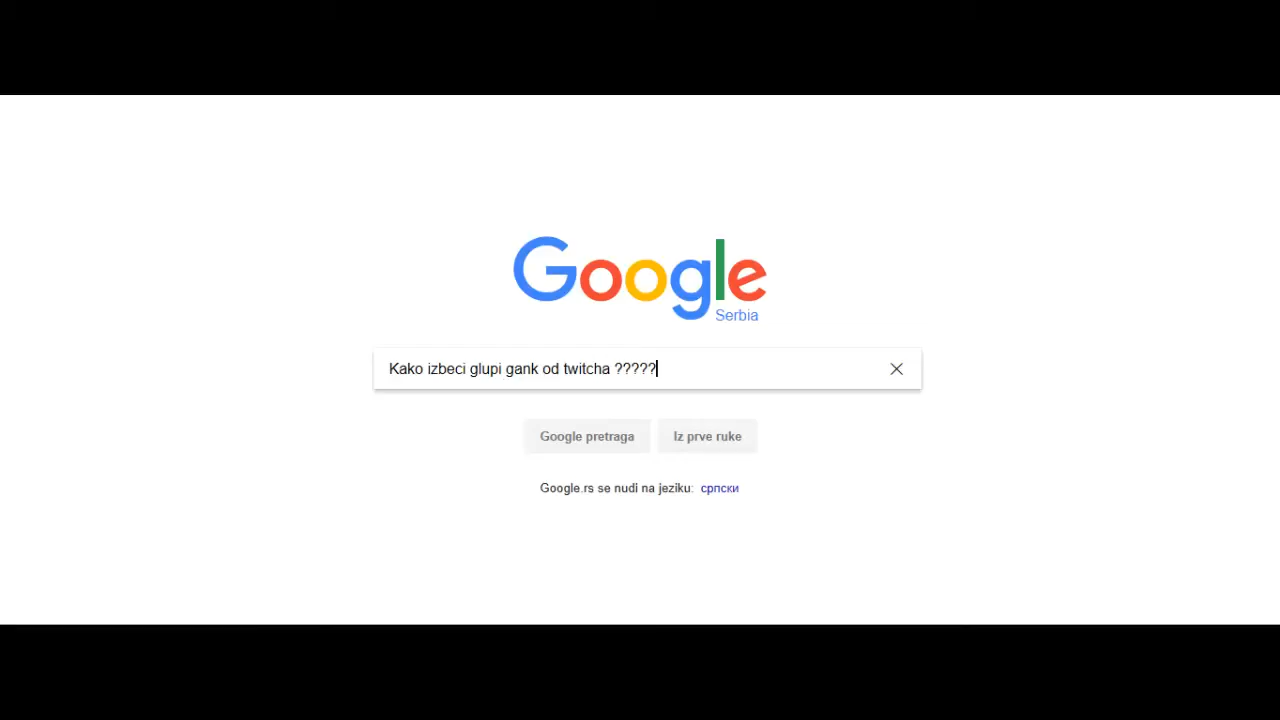 Google
Serbia
Kako izbeci glupi gank od twitcha ?????
Google pretraga
Iz prve ruke
Google.rs se nudi na jeziku: српски